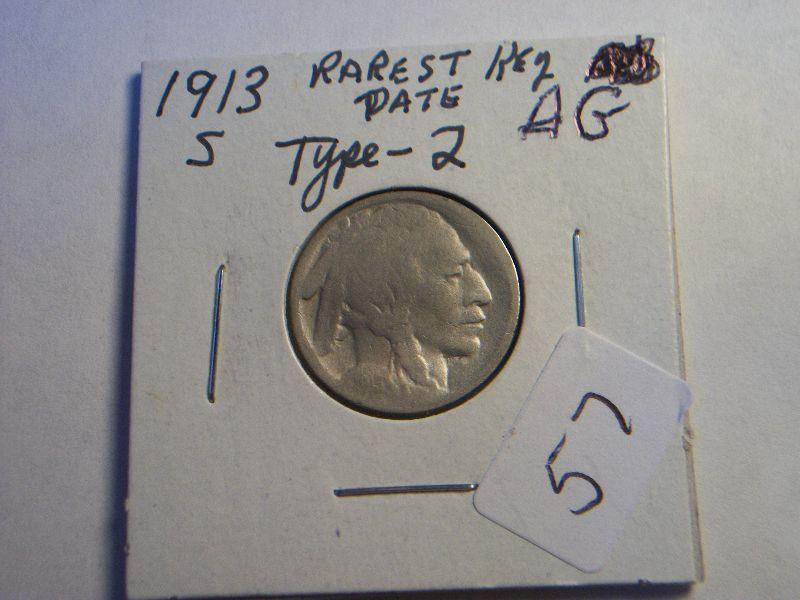 1913 RAREST KEY
DATE AG
S Type-2
57